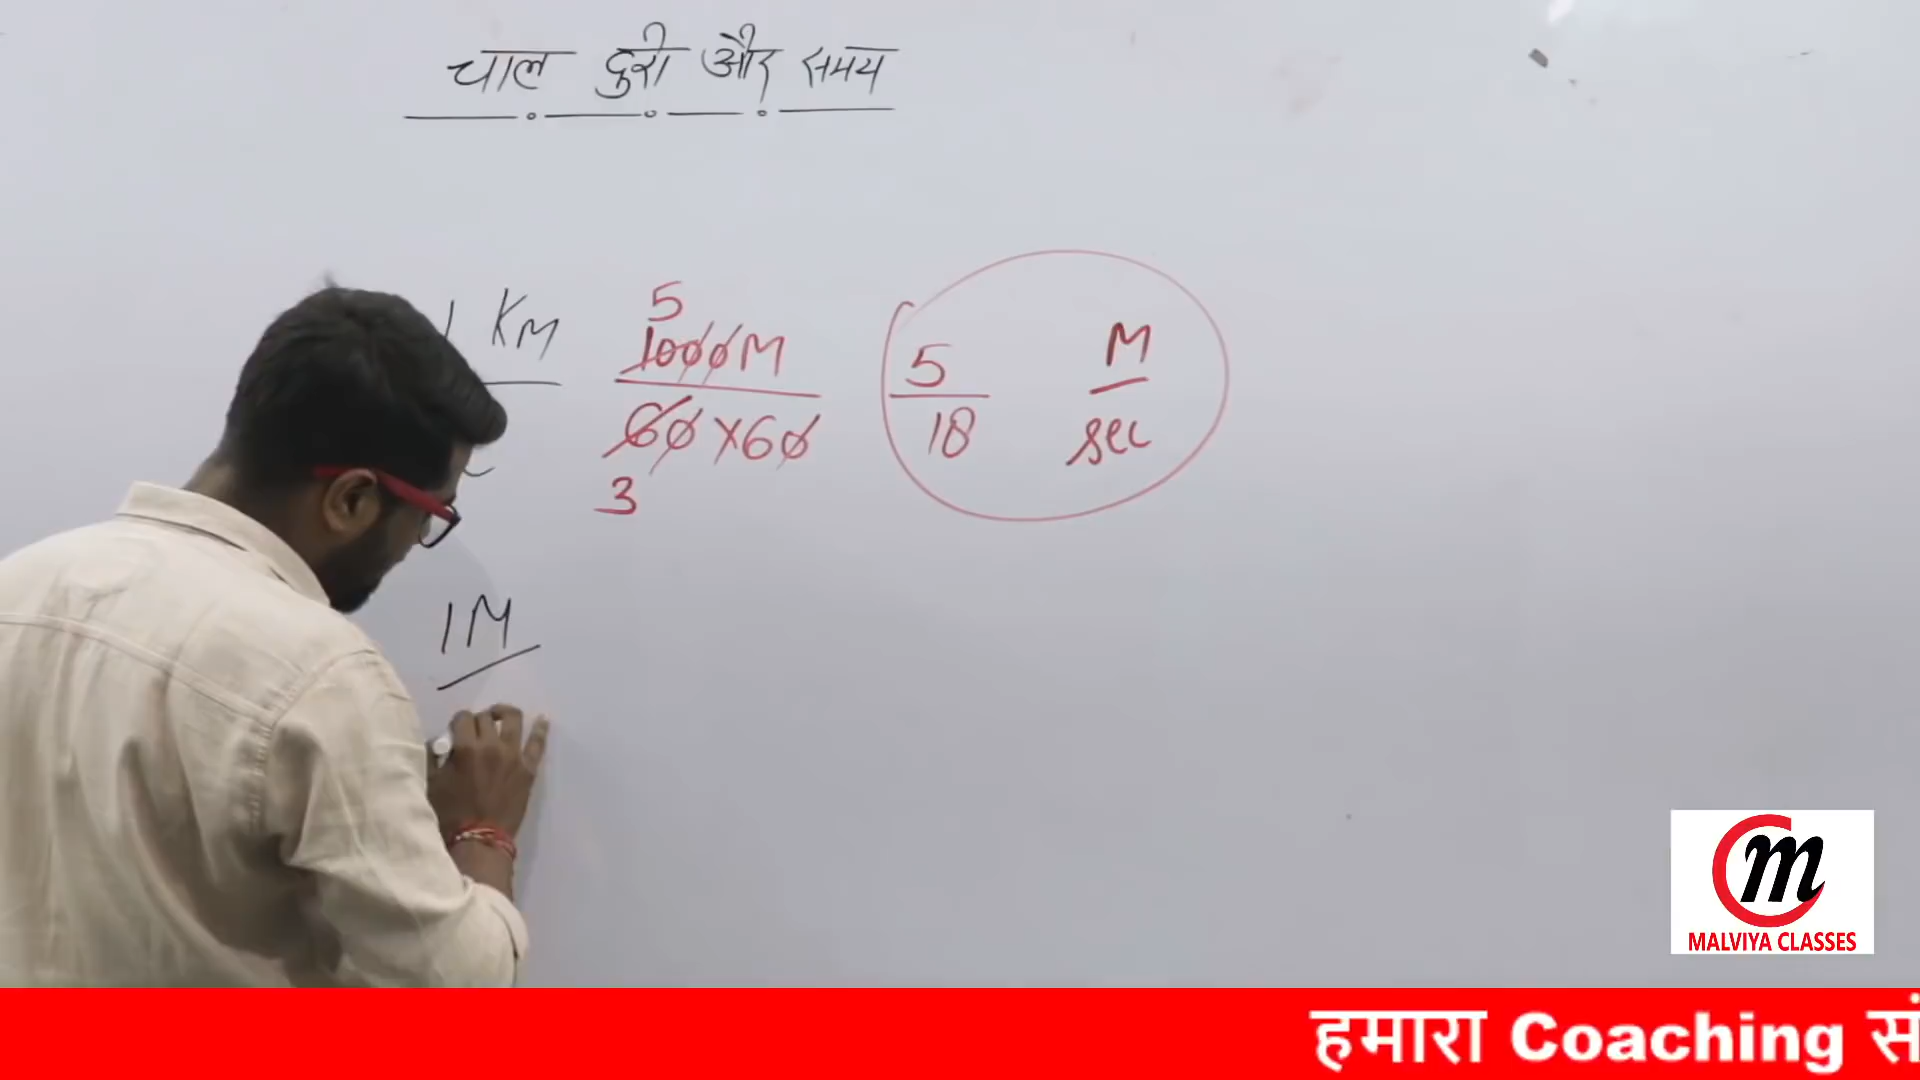 चाल दुरी और समय
1 KM
5
1000M
60×60
3
5 M
18 sec
1M
m
MALVIYA CLASSES
हमारा Coaching सं